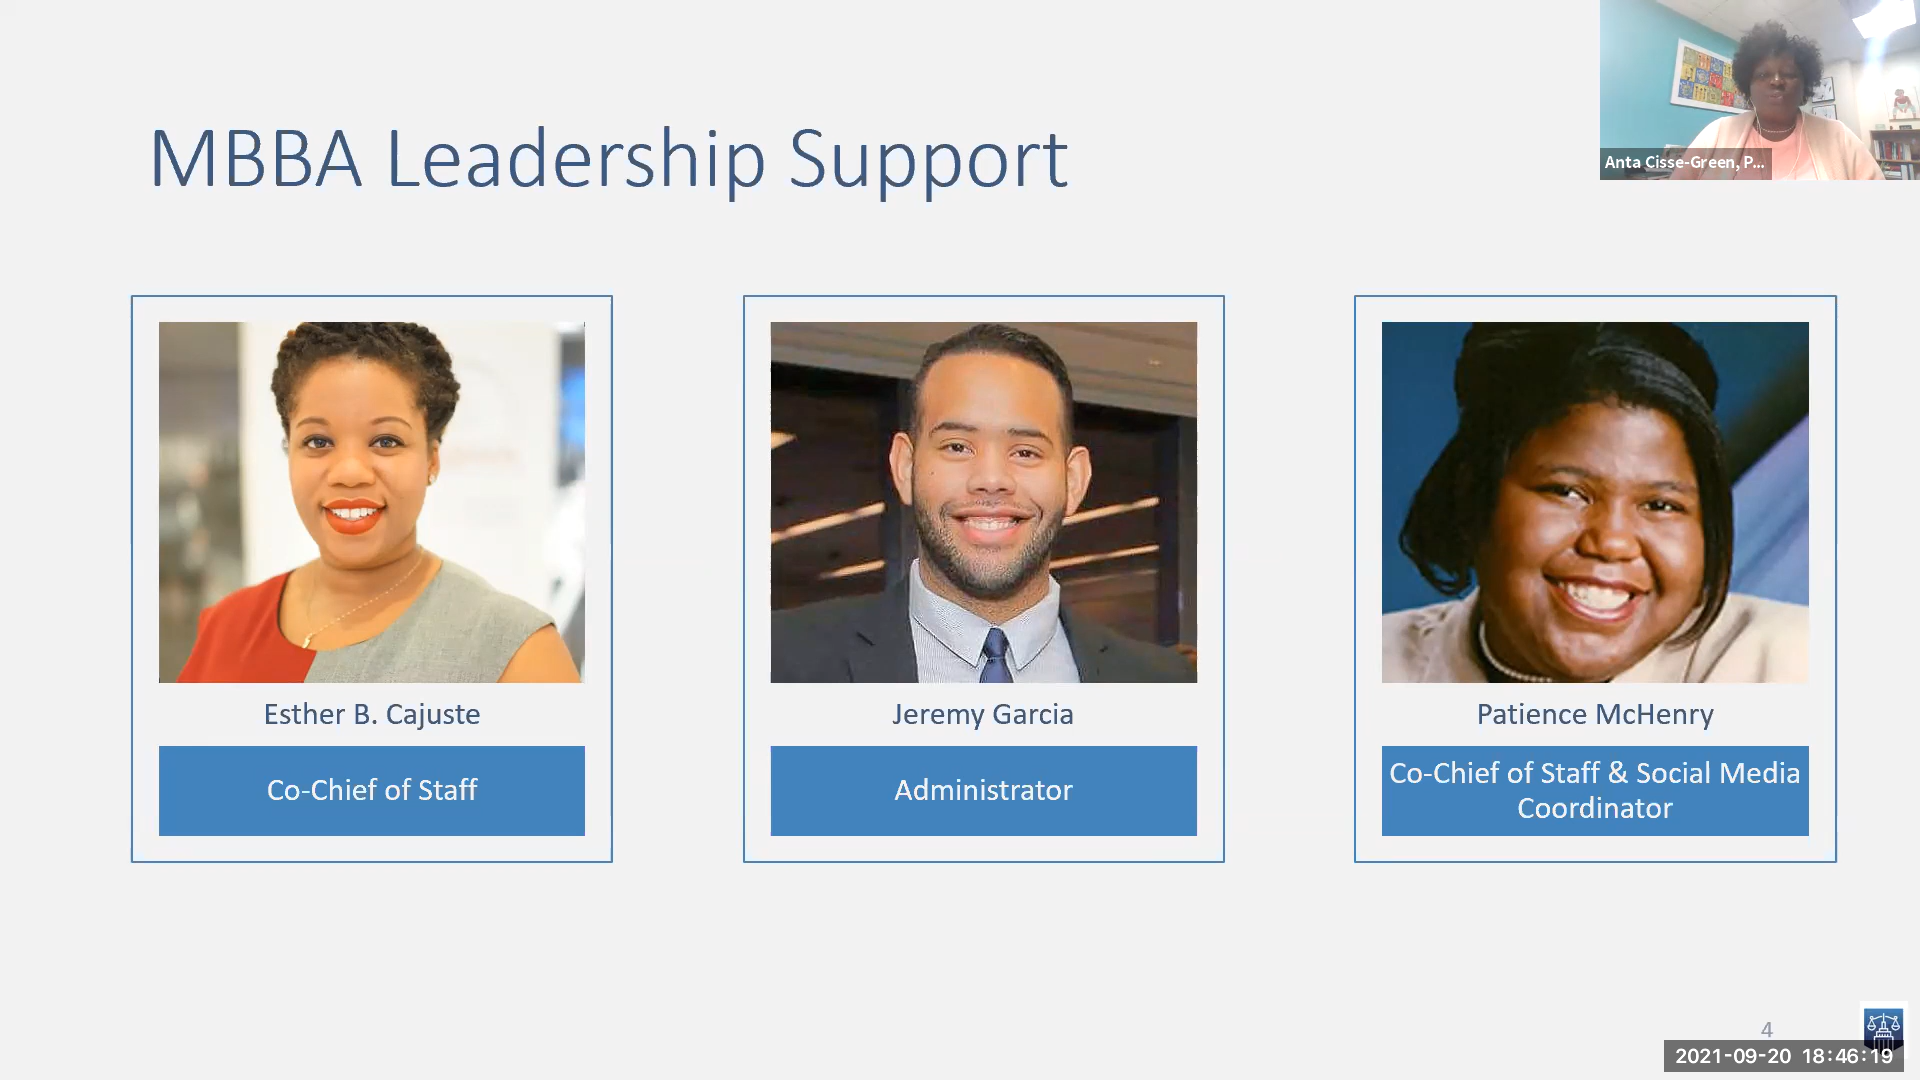 MBBA Leadership Support
Anta Cisse-Green, P...
Esther B. Cajuste
Co-Chief of Staff
Jeremy Garcia
Administrator
Patience McHenry
Co-Chief of Staff & Social Media
Coordinator
4
2021-09-20 18:46:19